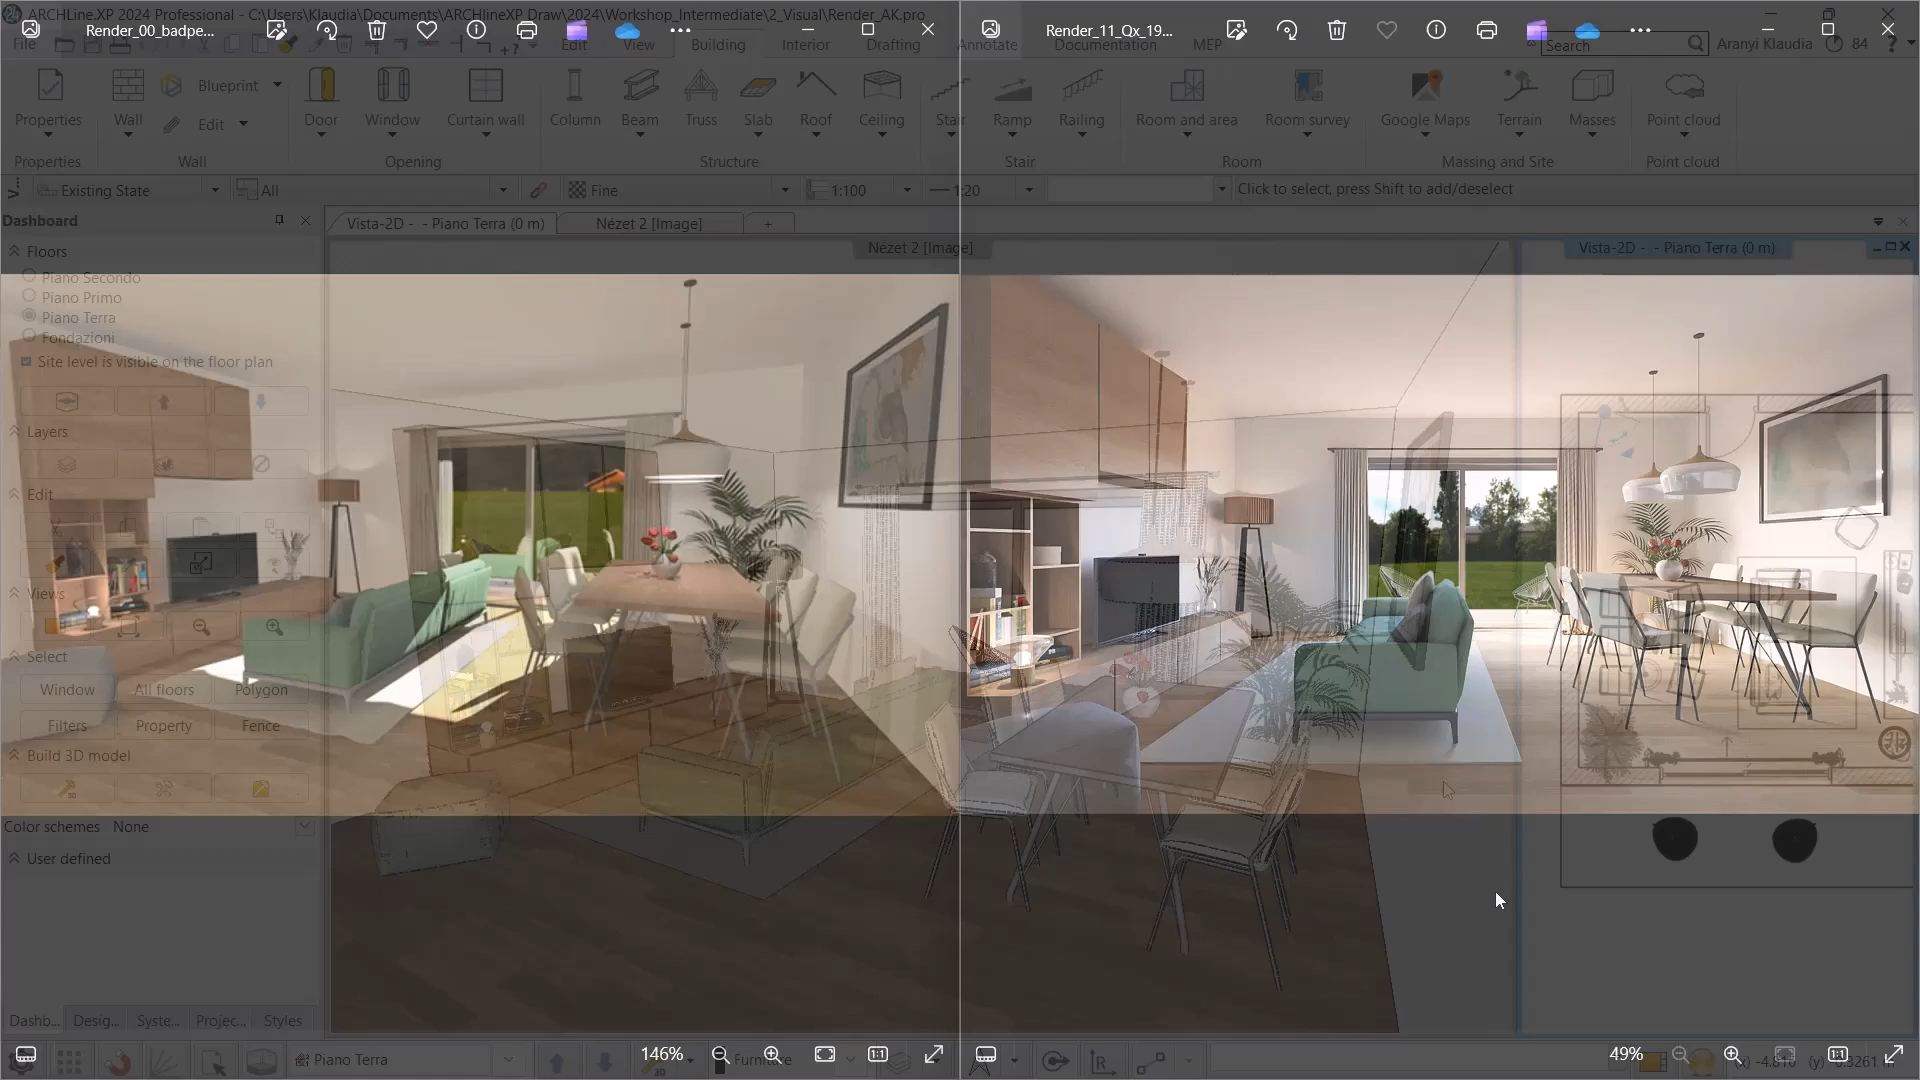 ARCHLine.XP 2024 Professional - C:\Users\Klaudia\Documents\ARCHlineXP Draw\2024\Workshop_Intermediate\2_Visual\Render_AK.pro
Render_00_badpe...
Render_11_Qx_19...
File
Edit
View
Building
Interior
Drafting
Annotate
Documentation
MEP
Search
Aranyi Klaudia
84
Properties
Wall
Blueprint
Edit
Door
Window
Curtain wall
Column
Beam
Truss
Slab
Roof
Ceiling
Stair
Ramp
Railing
Room and area
Room survey
Google Maps
Terrain
Masses
Point cloud
Properties
Wall
Opening
Structure
Stair
Room
Massing and Site
Point cloud
Existing State
All
Fine
1:100
1:20
Click to select, press Shift to add/deselect
Dashboard
Vista-2D - - Piano Terra (0 m)
Nézet 2 [Image]
+
Nézet 2 [Image]
Vista-2D - - Piano Terra (0 m)
Floors
Piano Secondo
Piano Primo
Piano Terra
Fondazioni
Site level is visible on the floor plan
Layers
Edit
Views
Select
Window
All floors
Polygon
Filters
Property
Fence
Build 3D model
Color schemes
None
User defined
Dashb...
Desig...
Syste...
Projec...
Styles
Piano Terra
146%
Furniture
1:1
49%
1:1